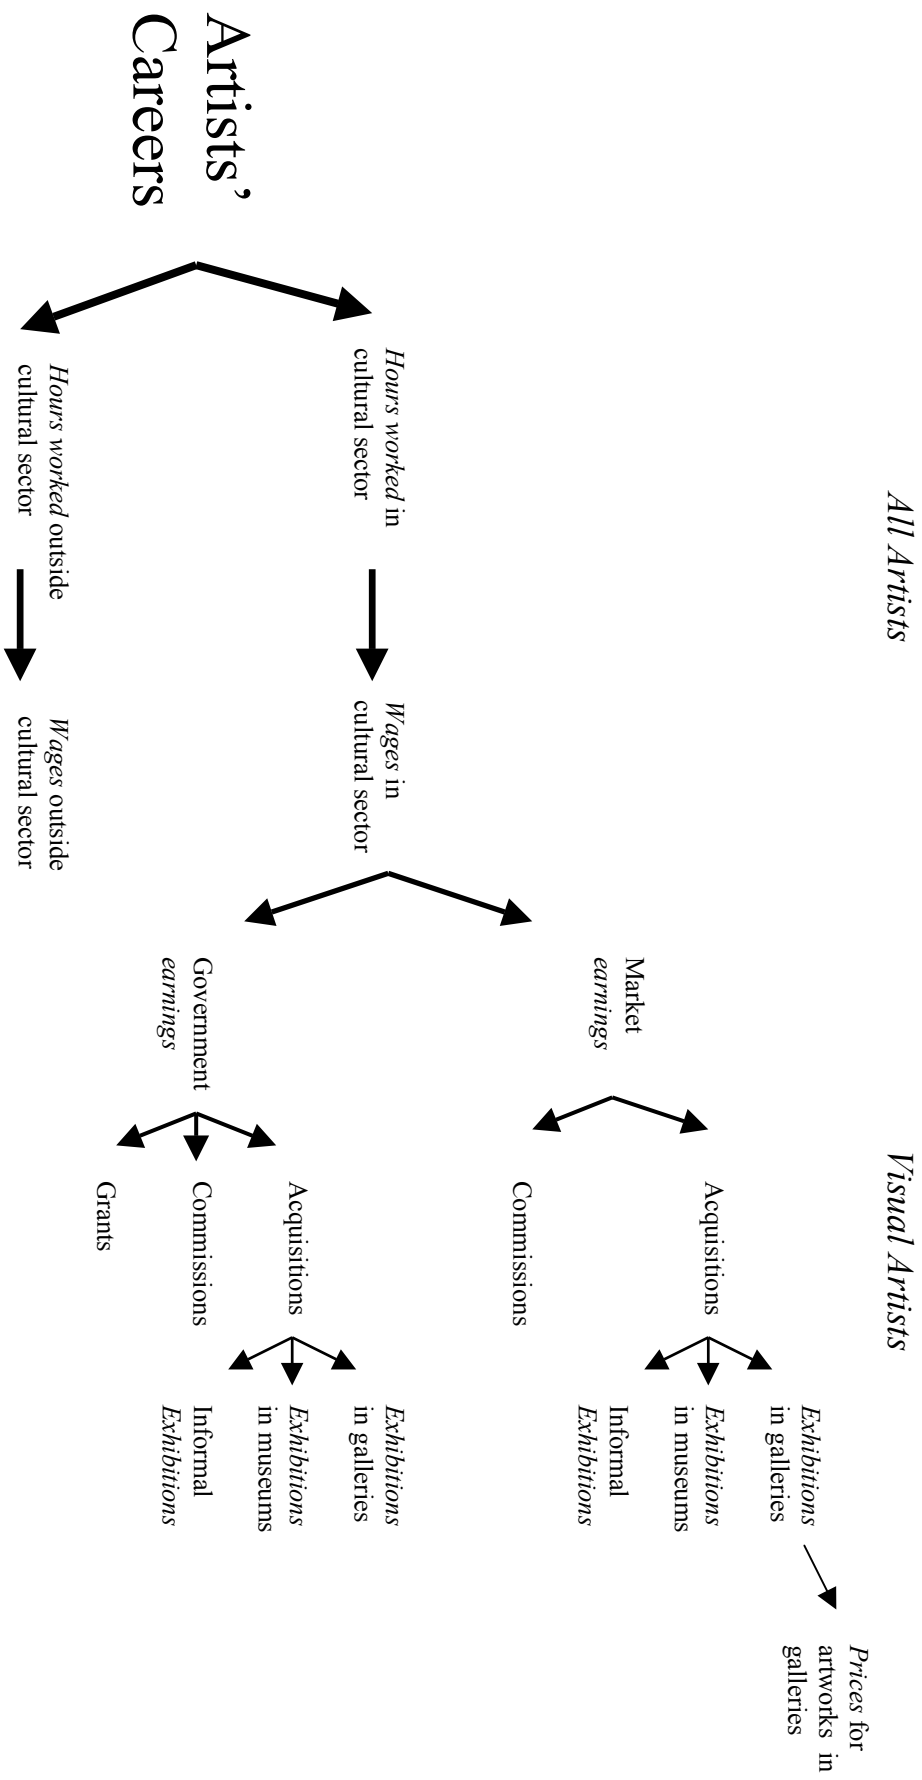 All Artists
Visual Artists
Artists’
Careers
Hours worked in
cultural sector
Wages in
cultural sector
Market
earnings
Acquisitions
Exhibitions
in galleries
Prices for
artworks in
galleries
Exhibitions
in museums
Informal
Exhibitions
Commissions
Government
earnings
Acquisitions
Exhibitions
in galleries
Exhibitions
in museums
Informal
Exhibitions
Commissions
Grants
Hours worked outside
cultural sector
Wages outside
cultural sector